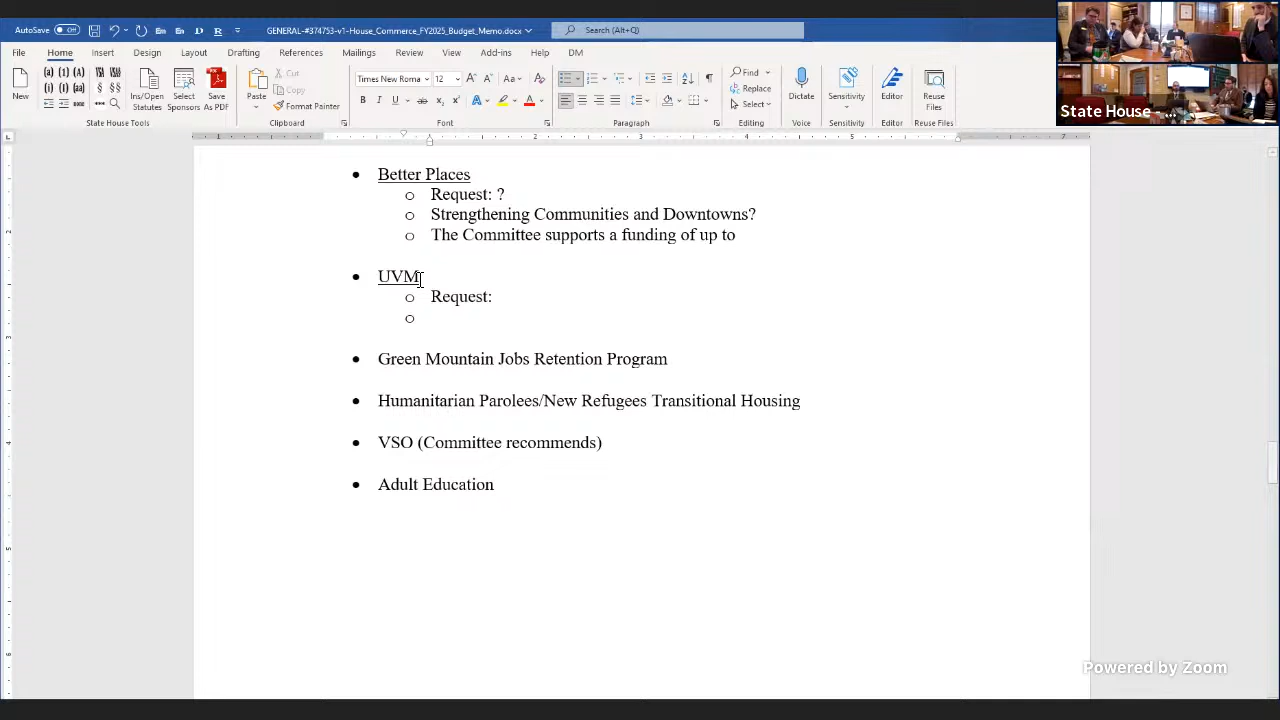 AutoSave Off
GENERAL-#374753-v1-House_Commerce_FY2025_Budget_Memo.docx
Search (Alt+Q)
File Home Insert Design Layout References Mailings Review View Add-ins Help DM
New
Insert Statutes
Select Sponsors
Save As PDF
State House Tools
Paste
Cut
Copy
Format Painter
Clipboard
Times New Roma 12
Font
Paragraph
Find
Replace
Select
Editing
Dictate
Voice
Sensitivity
Sensitivity
Editor
Editor
Reuse Files
Reuse Files
State House - ...
• Better Places
o Request: ?
o Strengthening Communities and Downtowns?
o The Committee supports a funding of up to
• UVM
o Request:
o
• Green Mountain Jobs Retention Program
• Humanitarian Parolees/New Refugees Transitional Housing
• VSO (Committee recommends)
• Adult Education
Powered by Zoom